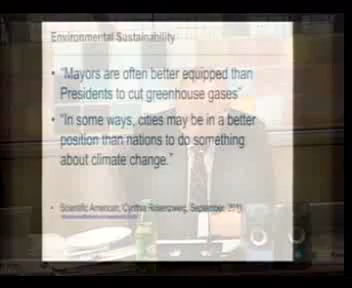 Environmental Sustainability
• "Mayors are often better equipped than
Presidents to cut greenhouse gases"
• "In some ways, cities may be in a better
position than nations to do something
about climate change."
• Scientific American, Cynthia Rosenzweig, September, 2011